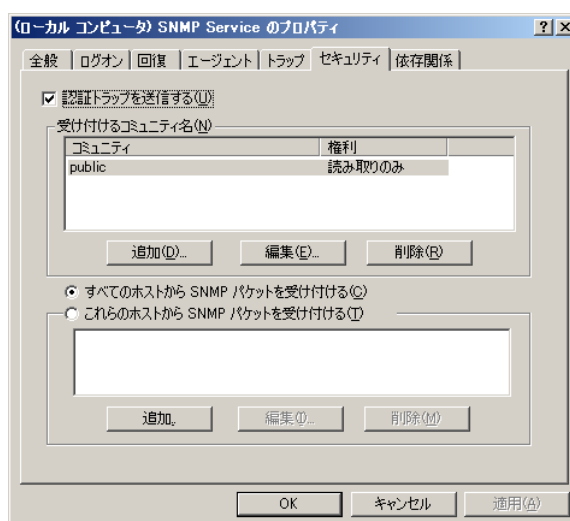 (ローカル コンピュータ) SNMP Service のプロパティ
全般 ログオン 回復 エージェント トラップ セキュリティ 依存関係
認証トラップを送信する(U)
受け付けるコミュニティ名(N)
コミュニティ 権利
public 読み取りのみ
追加(D)... 編集(E)... 削除(R)
すべてのホストから SNMP パケットを受け付ける(C)
これらのホストから SNMP パケットを受け付ける(T)
追加.. 編集(I)... 削除(M)
OK キャンセル 適用(A)